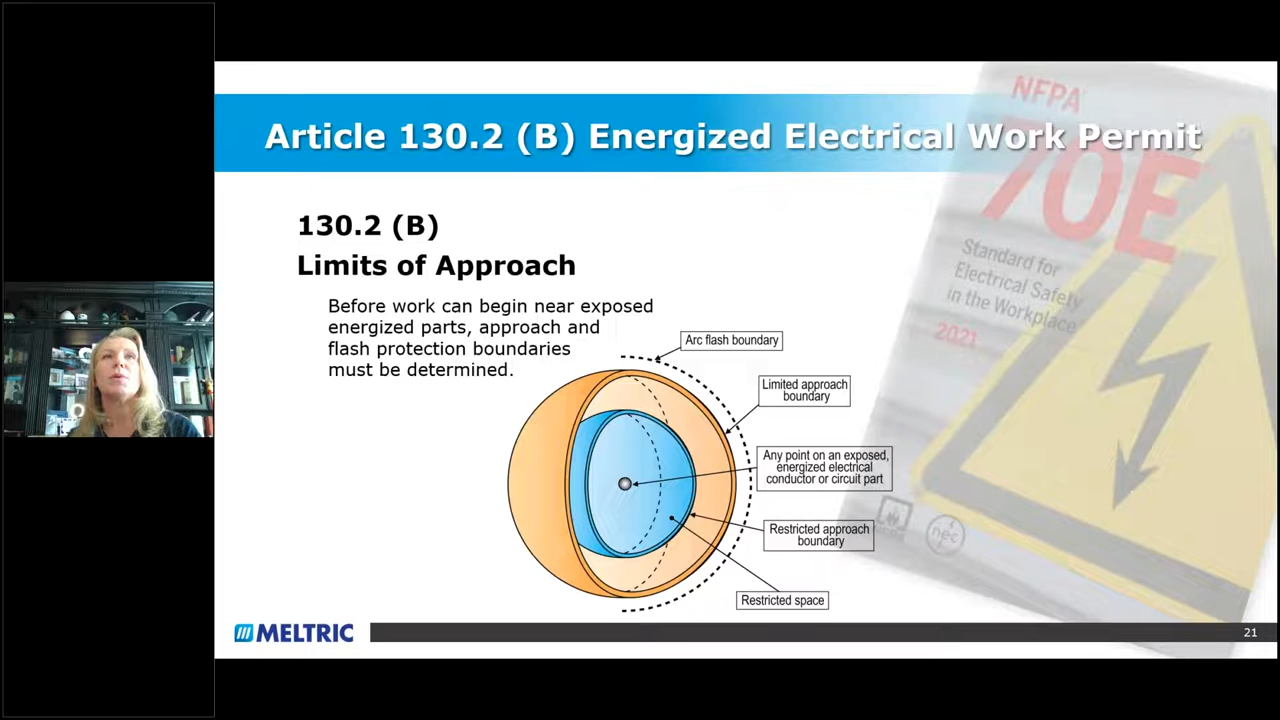 Article 130.2 (B) Energized Electrical Work Permit
NFPA
70E
Standard for
Electrical Safety
in the Workplace
2021
130.2 (B)
Limits of Approach
Before work can begin near exposed
energized parts, approach and
flash protection boundaries
must be determined.
Arc flash boundary
Limited approach
boundary
Any point on an exposed,
energized electrical
conductor or circuit part
Restricted approach
boundary
Restricted space
nec
MELTRIC
21